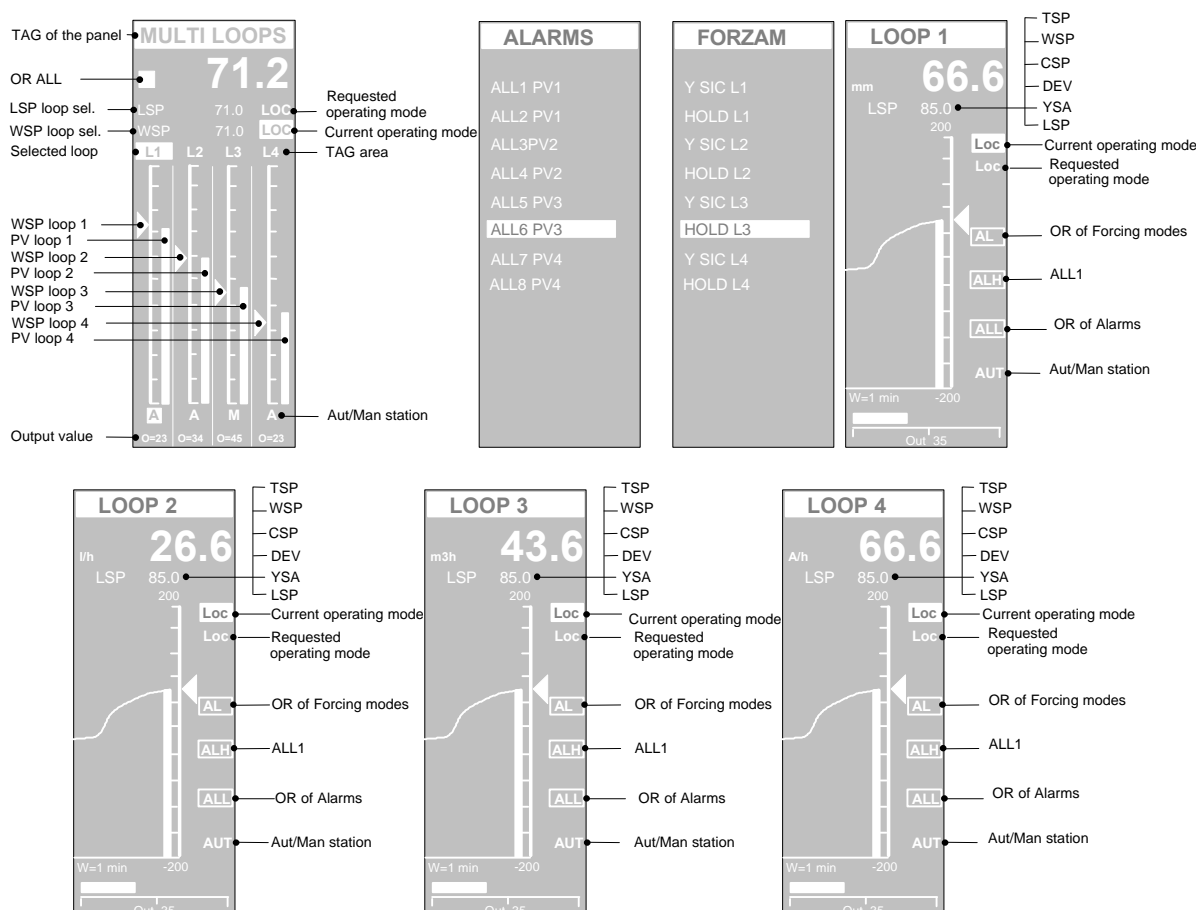 TAG of the panel
OR ALL
LSP loop sel.
WSP loop sel.
Selected loop
WSP loop 1
PV loop 1
WSP loop 2
PV loop 2
WSP loop 3
PV loop 3
WSP loop 4
PV loop 4
Output value
MULTI LOOPS
71.2
LSP 71.0 LOC
WSP 71.0 LOC
L1 L2 L3 L4
A A M A
O=23 O=34 O=45 O=23
Requested
operating mode
Current operating mode
TAG area
Aut/Man station
ALARMS
ALL1 PV1
ALL2 PV1
ALL3PV2
ALL4 PV2
ALL5 PV3
ALL6 PV3
ALL7 PV4
ALL8 PV4
FORZAM
Y SIC L1
HOLD L1
Y SIC L2
HOLD L2
Y SIC L3
HOLD L3
Y SIC L4
HOLD L4
LOOP 1
66.6
mm
LSP 85.0
200
Loc
Loc
AL
ALH
ALL
AUT
W=1 min -200
Out 35
TSP
WSP
CSP
DEV
YSA
LSP
Current operating mode
Requested
operating mode
OR of Forcing modes
ALL1
OR of Alarms
Aut/Man station
LOOP 2
26.6
l/h
LSP 85.0
200
Loc
Loc
AL
ALH
ALL
AUT
W=1 min -200
Out 35
TSP
WSP
CSP
DEV
YSA
LSP
Current operating mode
Requested
operating mode
OR of Forcing modes
ALL1
OR of Alarms
Aut/Man station
LOOP 3
43.6
m3h
LSP 85.0
200
Loc
Loc
AL
ALH
ALL
AUT
W=1 min -200
Out 35
TSP
WSP
CSP
DEV
YSA
LSP
Current operating mode
Requested
operating mode
OR of Forcing modes
ALL1
OR of Alarms
Aut/Man station
LOOP 4
66.6
A/h
LSP 85.0
200
Loc
Loc
AL
ALH
ALL
AUT
W=1 min -200
Out 35
TSP
WSP
CSP
DEV
YSA
LSP
Current operating mode
Requested
operating mode
OR of Forcing modes
ALL1
OR of Alarms
Aut/Man station